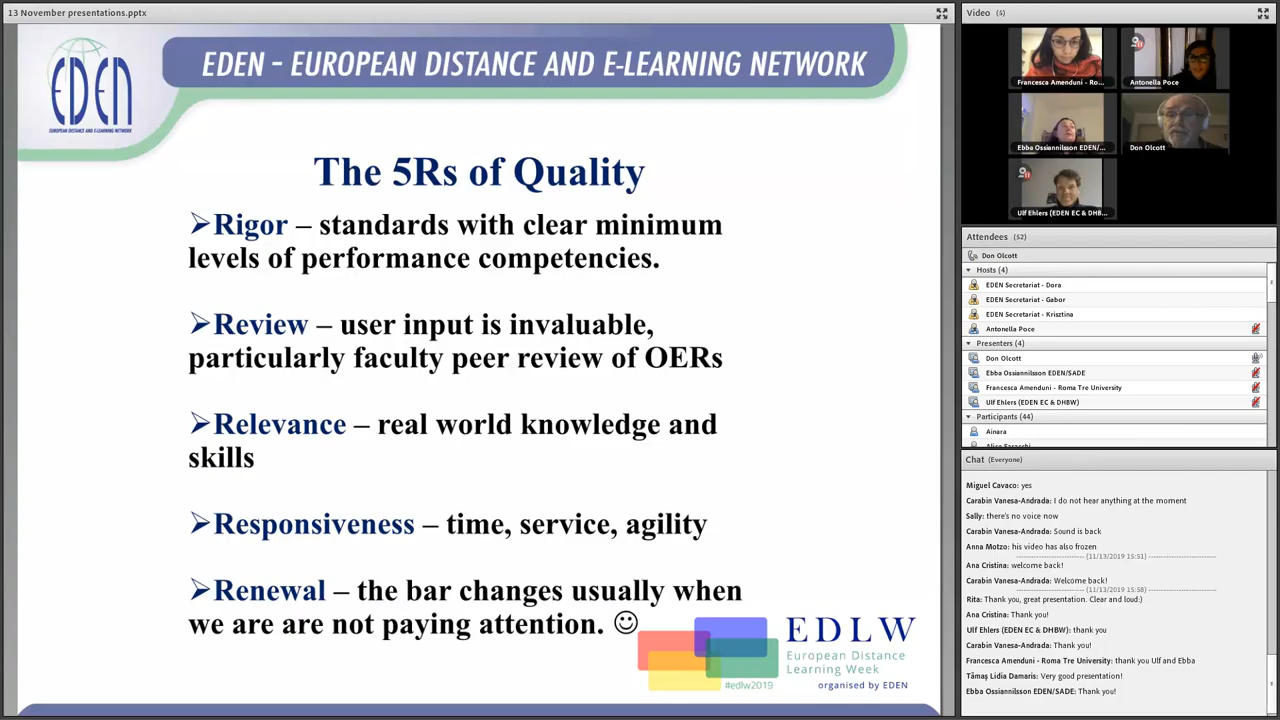 13 November presentations.pptx
EDEN
EUROPEAN DISTANCE AND E-LEARNING NETWORK
EDEN – EUROPEAN DISTANCE AND E-LEARNING NETWORK
The 5Rs of Quality
➢Rigor – standards with clear minimum
levels of performance competencies.
➢Review – user input is invaluable,
particularly faculty peer review of OERs
➢Relevance – real world knowledge and
skills
➢Responsiveness – time, service, agility
➢Renewal – the bar changes usually when
we are are not paying attention. ☺
EDLW
European Distance
Learning Week
#edlw2019
organised by EDEN
Video (5)
Francesca Amenduni - Ro...
Antonella Poce
Ebba Ossiannilsson EDEN/...
Don Olcott
Ulf Ehlers (EDEN EC & DHB...
Attendees (52)
Don Olcott
Hosts (4)
EDEN Secretariat - Dora
EDEN Secretariat - Gabor
EDEN Secretariat - Krisztina
Antonella Poce
Presenters (4)
Don Olcott
Ebba Ossiannilsson EDEN/SADE
Francesca Amenduni - Roma Tre University
Ulf Ehlers (EDEN EC & DHBW)
Participants (44)
Ainara
Chat (Everyone)
Miguel Cavaco: yes
Carabin Vanesa-Andrada: I do not hear anything at the moment
Sally: there's no voice now
Carabin Vanesa-Andrada: Sound is back
Anna Motzo: his video has also frozen
(11/13/2019 15:51)
Ana Cristina: welcome back!
Carabin Vanesa-Andrada: Welcome back!
(11/13/2019 15:58)
Rita: Thank you, great presentation. Clear and loud:)
Ana Cristina: Thank you!
Ulf Ehlers (EDEN EC & DHBW): thank you
Carabin Vanesa-Andrada: Thank you!
Francesca Amenduni - Roma Tre University: thank you Ulf and Ebba
Tămaș Lidia Damaris: Very good presentation!
Ebba Ossiannilsson EDEN/SADE: Thank you!